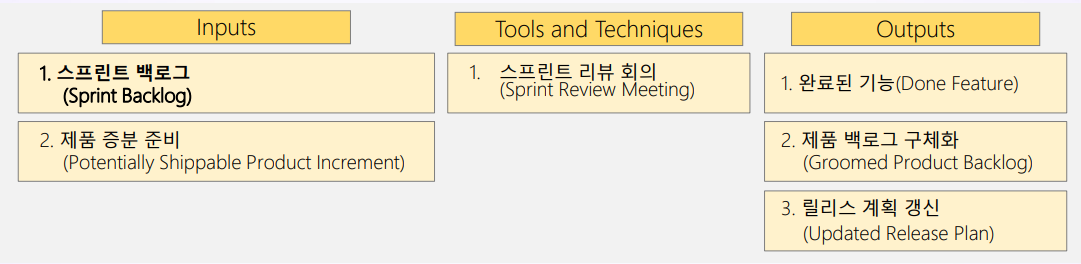 Inputs
1. 스프린트 백로그
(Sprint Backlog)
2. 제품 증분 준비
(Potentially Shippable Product Increment)
Tools and Techniques
1. 스프린트 리뷰 회의
(Sprint Review Meeting)
Outputs
1. 완료된 기능(Done Feature)
2. 제품 백로그 구체화
(Groomed Product Backlog)
3. 릴리스 계획 갱신
(Updated Release Plan)